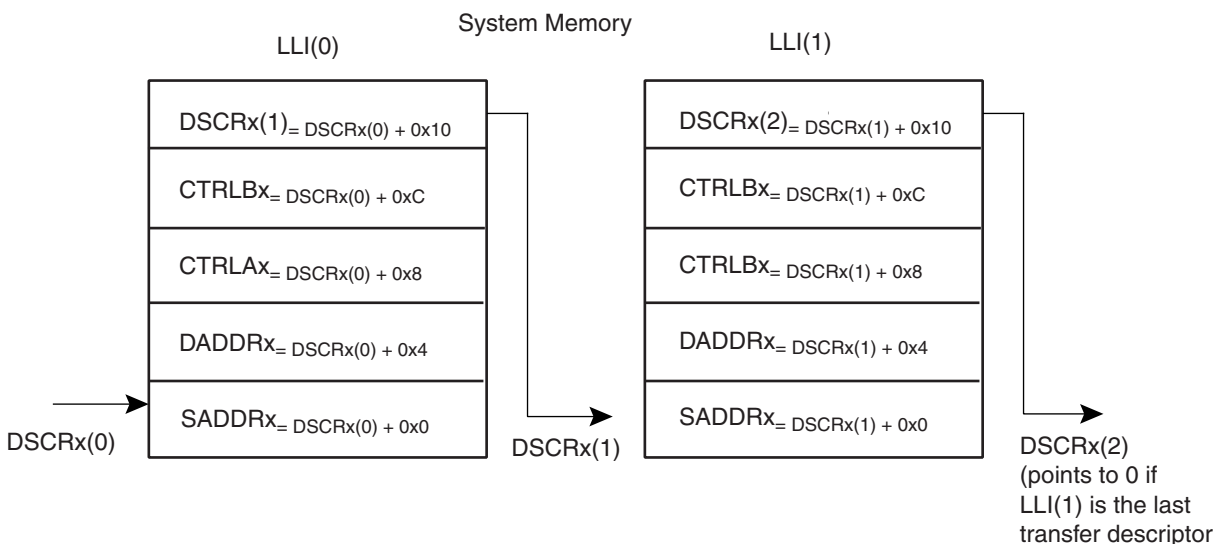 System Memory
LLI(0)
LLI(1)
DSCRx(1)= DSCRx(0) + 0x10
CTRLBx= DSCRx(0) + 0xC
CTRLAx= DSCRx(0) + 0x8
DADDRx= DSCRx(0) + 0x4
SADDRx= DSCRx(0) + 0x0
DSCRx(0)
DSCRx(1)
DSCRx(2)= DSCRx(1) + 0x10
CTRLBx= DSCRx(1) + 0xC
CTRLBx= DSCRx(1) + 0x8
DADDRx= DSCRx(1) + 0x4
SADDRx= DSCRx(1) + 0x0
DSCRx(2)
(points to 0 if
LLI(1) is the last
transfer descriptor